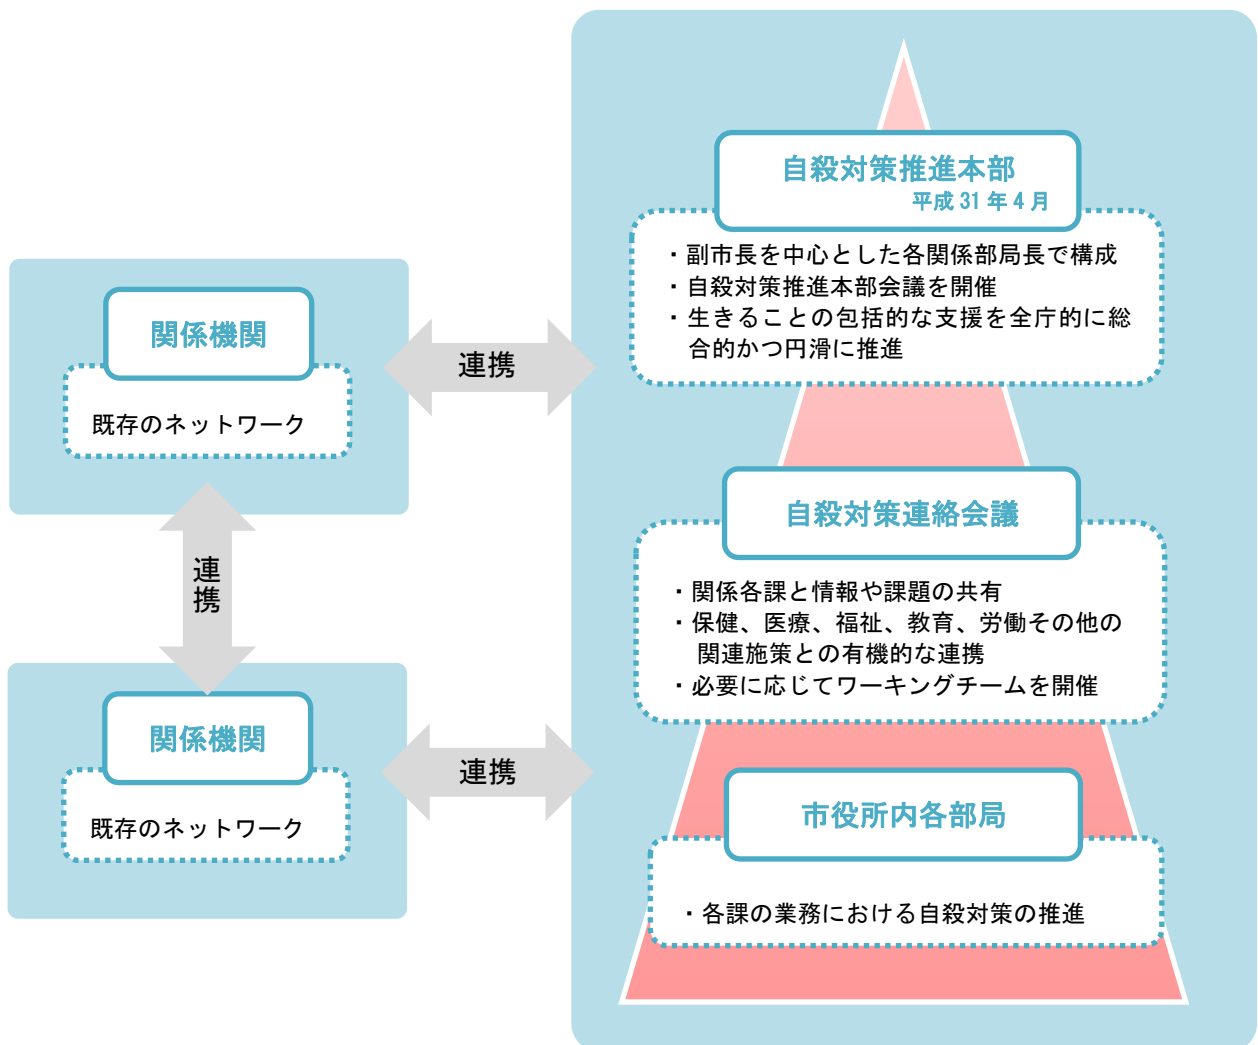 自殺対策推進本部
平成 31 年 4 月
・副市長を中心とした各関係部局長で構成
・自殺対策推進本部会議を開催
・生きることの包括的な支援を全庁的に総
合的かつ円滑に推進
関係機関
既存のネットワーク
連携
連携
自殺対策連絡会議
・関係各課と情報や課題の共有
・保健、医療、福祉、教育、労働その他の
関連施策との有機的な連携
・必要に応じてワーキングチームを開催
関係機関
既存のネットワーク
連携
市役所内各部局
・各課の業務における自殺対策の推進